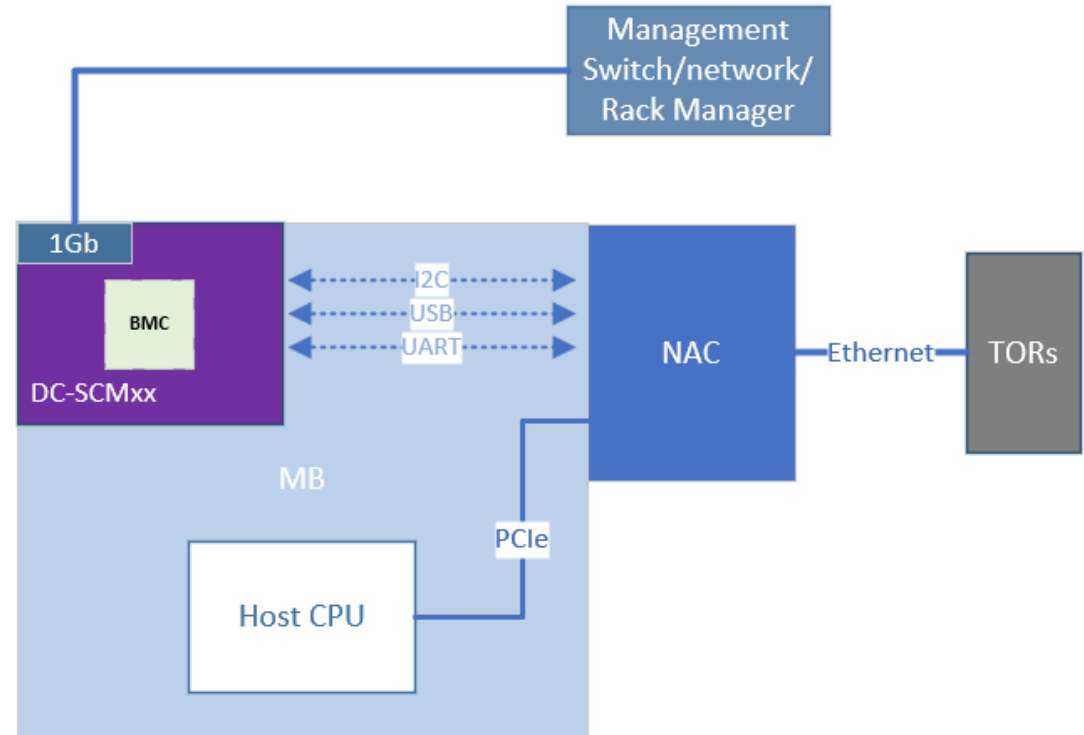 Management
Switch/network/
Rack Manager
1Gb
BMC
DC-SCMxx
I2C
USB
UART
NAC
Ethernet
TORs
MB
PCIe
Host CPU